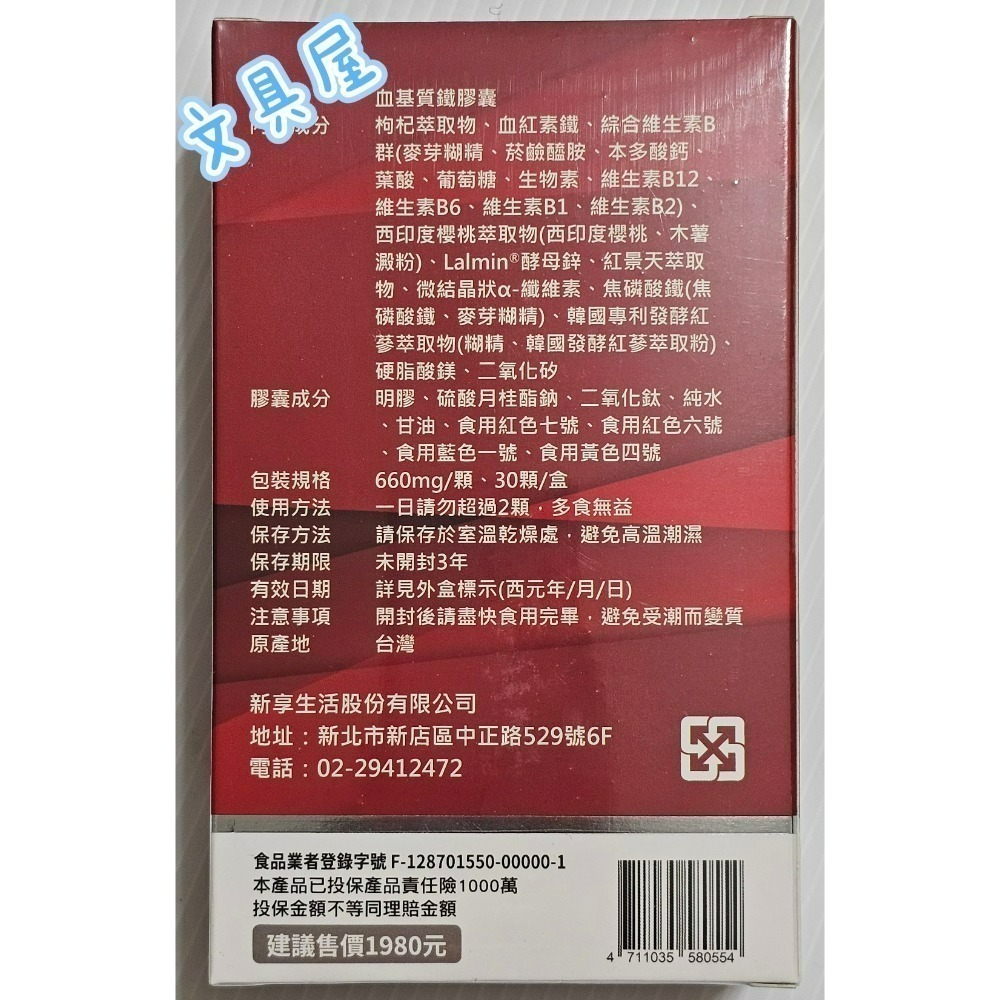 文具屋
血基質鐵膠囊
成分 枸杞萃取物、血紅素鐵、綜合維生素B
群(麥芽糊精、菸鹼醯胺、本多酸鈣、
葉酸、葡萄糖、生物素、維生素B12、
維生素B6、維生素B1、維生素B2)、
西印度櫻桃萃取物(西印度櫻桃、木薯
澱粉)、Lalmin®酵母鋅、紅景天萃取
物、微結晶狀α-纖維素、焦磷酸鐵(焦
磷酸鐵、麥芽糊精)、韓國專利發酵紅
蔘萃取物(糊精、韓國發酵紅蔘萃取粉)、
硬脂酸鎂、二氧化矽
膠囊成分 明膠、硫酸月桂酯鈉、二氧化鈦、純水
、甘油、食用紅色七號、食用紅色六號
、食用藍色一號、食用黃色四號
包裝規格 660mg/顆、30顆/盒
使用方法 一日請勿超過2顆，多食無益
保存方法 請保存於室溫乾燥處，避免高溫潮濕
保存期限 未開封3年
有效日期 詳見外盒標示(西元年/月/日)
注意事項 開封後請盡快食用完畢，避免受潮而變質
原產地 台灣
新享生活股份有限公司
地址：新北市新店區中正路529號6F
電話：02-29412472
食品業者登錄字號 F-128701550-00000-1
本產品已投保產品責任險1000萬
投保金額不等同理賠金額
建議售價1980元
4 711035 580554